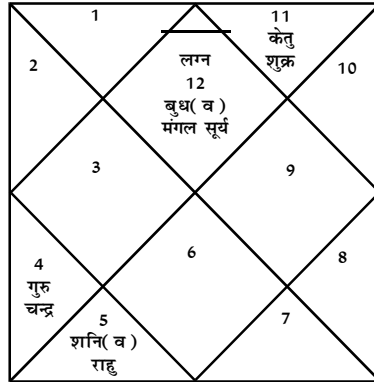 1
11
केतु
शुक्र
2
लग्न
12
बुध( व )
मंगल सूर्य
10
3
9
4
गुरु
चन्द्र
6
8
5
शनि( व )
राहु
7